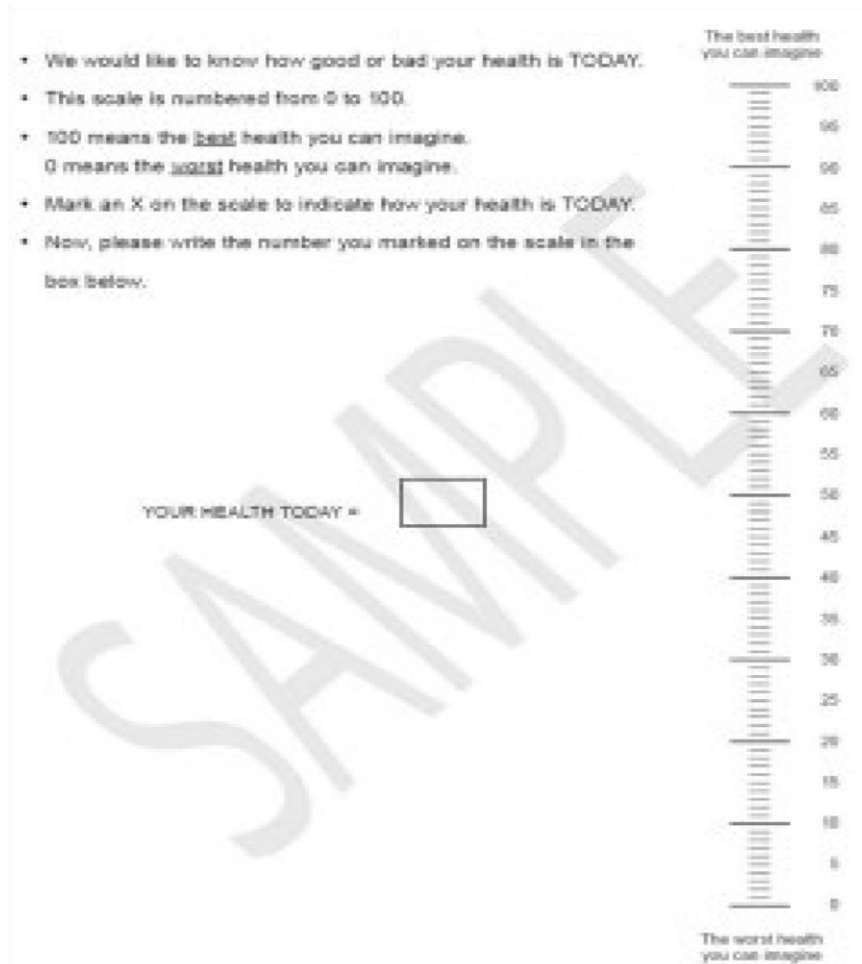 The best health
you can imagine
• We would like to know how good or bad your health is TODAY.
• This scale is numbered from 0 to 100.
• 100 means the best health you can imagine.
0 means the worst health you can imagine.
• Mark an X on the scale to indicate how your health is TODAY.
• Now, please write the number you marked on the scale in the
box below.
YOUR HEALTH TODAY =
100
95
90
85
80
75
70
65
60
55
50
45
40
35
30
25
20
15
10
5
0
The worst health
you can imagine
SAMPLE